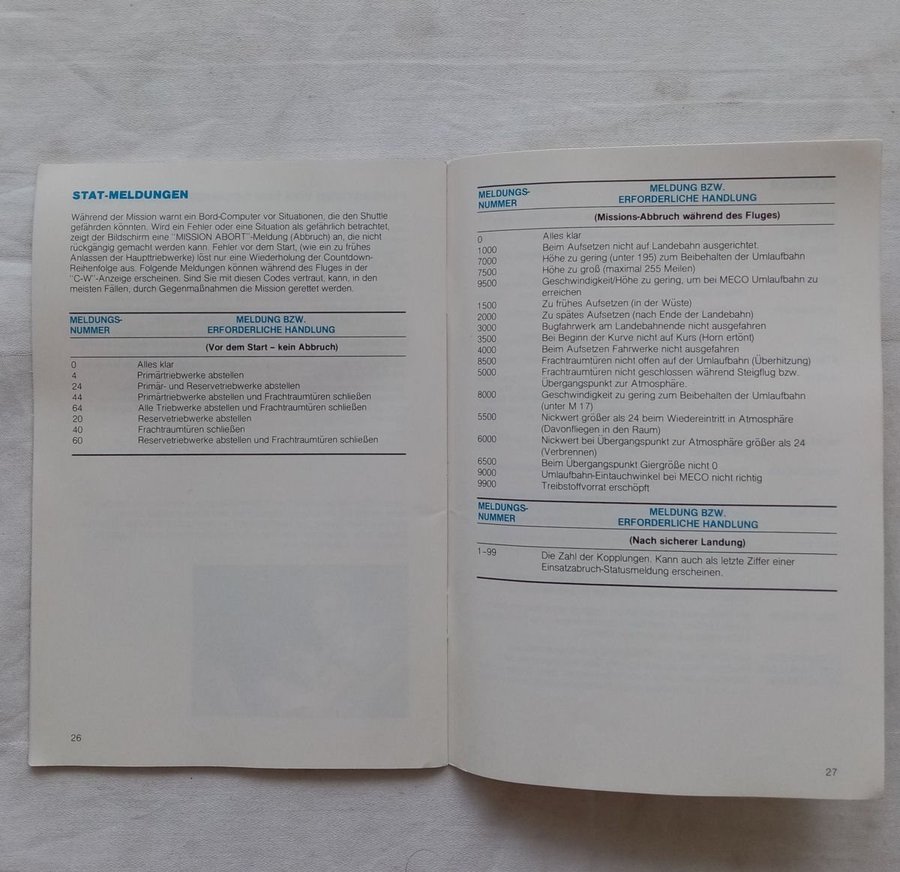 STAT-MELDUNGEN
Während der Mission warnt ein Bord-Computer vor Situationen, die den Shuttle
gefährden könnten. Wird ein Fehler oder eine Situation als gefährlich betrachtet,
zeigt der Bildschirm eine "MISSION ABORT"-Meldung (Abbruch) an, die nicht
rückgängig gemacht werden kann. Fehler vor dem Start, (wie ein zu frühes
Anlassen der Haupttriebwerke) löst nur eine Wiederholung der Countdown-
Reihenfolge aus. Folgende Meldungen können während des Fluges in der
"C-W"-Anzeige erscheinen. Sind Sie mit diesen Codes vertraut, kann, in den
meisten Fällen, durch Gegenmaßnahmen die Mission gerettet werden.
MELDUNGS- MELDUNG BZW.
NUMMER ERFORDERLICHE HANDLUNG
(Vor dem Start – kein Abbruch)
0 Alles klar
4 Primärtriebwerke abstellen
24 Primär- und Reservetriebwerke abstellen
44 Primärtriebwerke abstellen und Frachtraumtüren schließen
64 Alle Triebwerke abstellen und Frachtraumtüren schließen
20 Reservetriebwerke abstellen
40 Frachtraumtüren schließen
60 Reservetriebwerke abstellen und Frachtraumtüren schließen
26
MELDUNGS- MELDUNG BZW.
NUMMER ERFORDERLICHE HANDLUNG
(Missions-Abbruch während des Fluges)
0 Alles klar
1000 Beim Aufsetzen nicht auf Landebahn ausgerichtet.
7000 Höhe zu gering (unter 195) zum Beibehalten der Umlaufbahn
7500 Höhe zu groß (maximal 255 Meilen)
9500 Geschwindigkeit/Höhe zu gering, um bei MECO Umlaufbahn zu
erreichen
1500 Zu frühes Aufsetzen (in der Wüste)
2000 Zu spätes Aufsetzen (nach Ende der Landebahn)
3000 Bugfahrwerk am Landebahnende nicht ausgefahren
3500 Bei Beginn der Kurve nicht auf Kurs (Horn ertönt)
4000 Beim Aufsetzen Fahrwerke nicht ausgefahren
8500 Frachtraumtüren nicht offen auf der Umlaufbahn (Überhitzung)
5000 Frachtraumtüren nicht geschlossen während Steigflug bzw.
Übergangspunkt zur Atmosphäre.
8000 Geschwindigkeit zu gering zum Beibehalten der Umlaufbahn
(unter M 17)
5500 Nickwert größer als 24 beim Wiedereintritt in Atmosphäre
(Davonfliegen in den Raum)
6000 Nickwert bei Übergangspunkt zur Atmosphäre größer als 24
(Verbrennen)
6500 Beim Übergangspunkt Giergröße nicht 0
9000 Umlaufbahn-Eintauchwinkel bei MECO nicht richtig
9900 Treibstoffvorrat erschöpft
MELDUNGS- MELDUNG BZW.
NUMMER ERFORDERLICHE HANDLUNG
(Nach sicherer Landung)
1–99 Die Zahl der Kopplungen. Kann auch als letzte Ziffer einer
Einsatzabruch-Statusmeldung erscheinen.
27